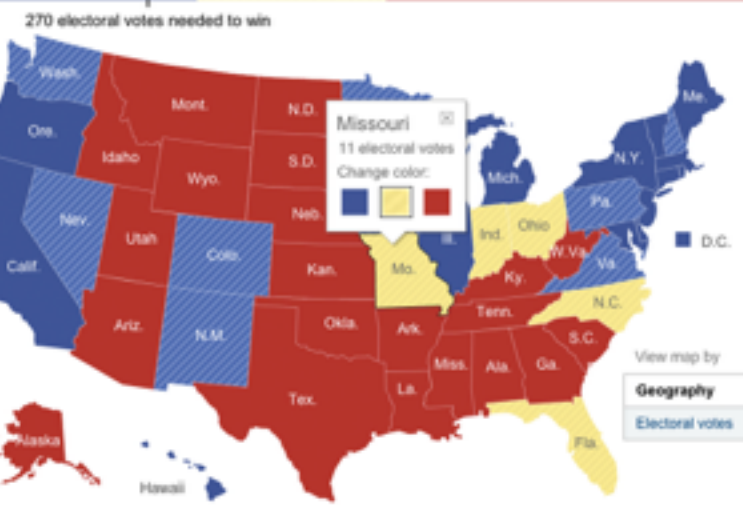 270 electoral votes needed to win
Wash.
Mont.
N.D.
Me.
Missouri
11 electoral votes
Change color:
Ore.
Idaho
S.D.
N.Y.
Wyo.
Mich.
Neb.
Pa.
Nev.
Utah
Colo.
Ill.
Ind.
Ohio
D.C.
Calif.
Kan.
Mo.
W.Va.
Va.
Ky.
N.C.
Ariz.
N.M.
Okla.
Ark.
Tenn.
S.C.
View map by
Tex.
La.
Miss.
Ala.
Ga.
Geography
Electoral votes
Alaska
Fla.
Hawaii